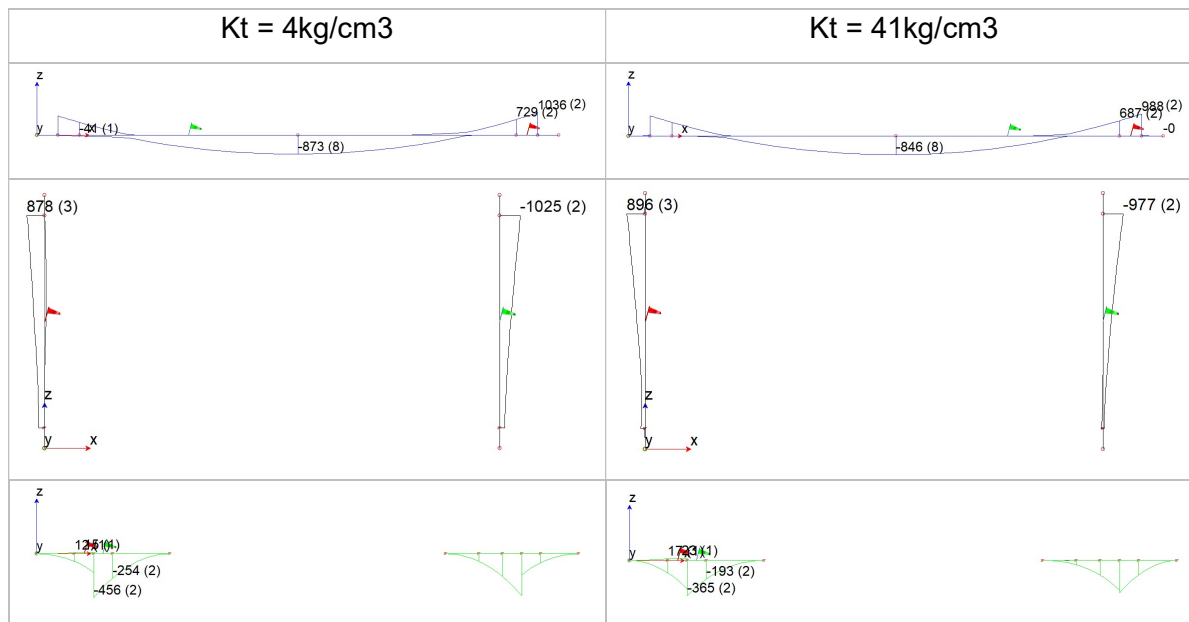 Kt = 4kg/cm3
Kt = 41kg/cm3
z
1036 (2)
729 (2)
y
(1)
-873 (8)
z
-988 (2)
687 (2)
y
x
-0
-846 (8)
878 (3)
-1025 (2)
z
y
x
896 (3)
-977 (2)
z
y
x
z
y
-254 (2)
-456 (2)
z
y
-193 (2)
-365 (2)